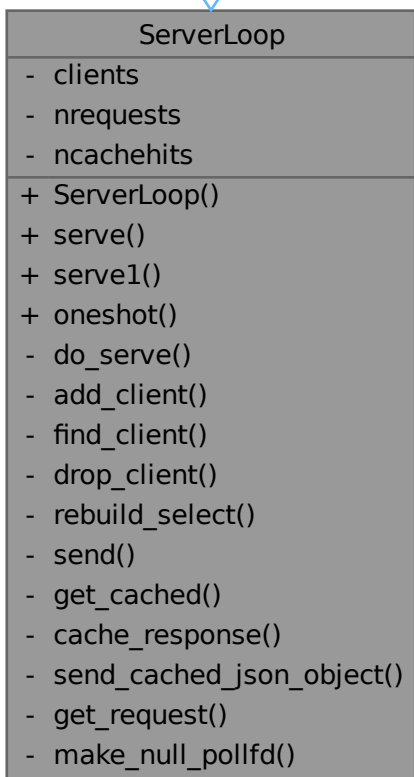 ServerLoop
- clients
- nrequests
- ncachehits
+ ServerLoop()
+ serve()
+ serve1()
+ oneshot()
- do_serve()
- add_client()
- find_client()
- drop_client()
- rebuild_select()
- send()
- get_cached()
- cache_response()
- send_cached_json_object()
- get_request()
- make_null_pollfd()